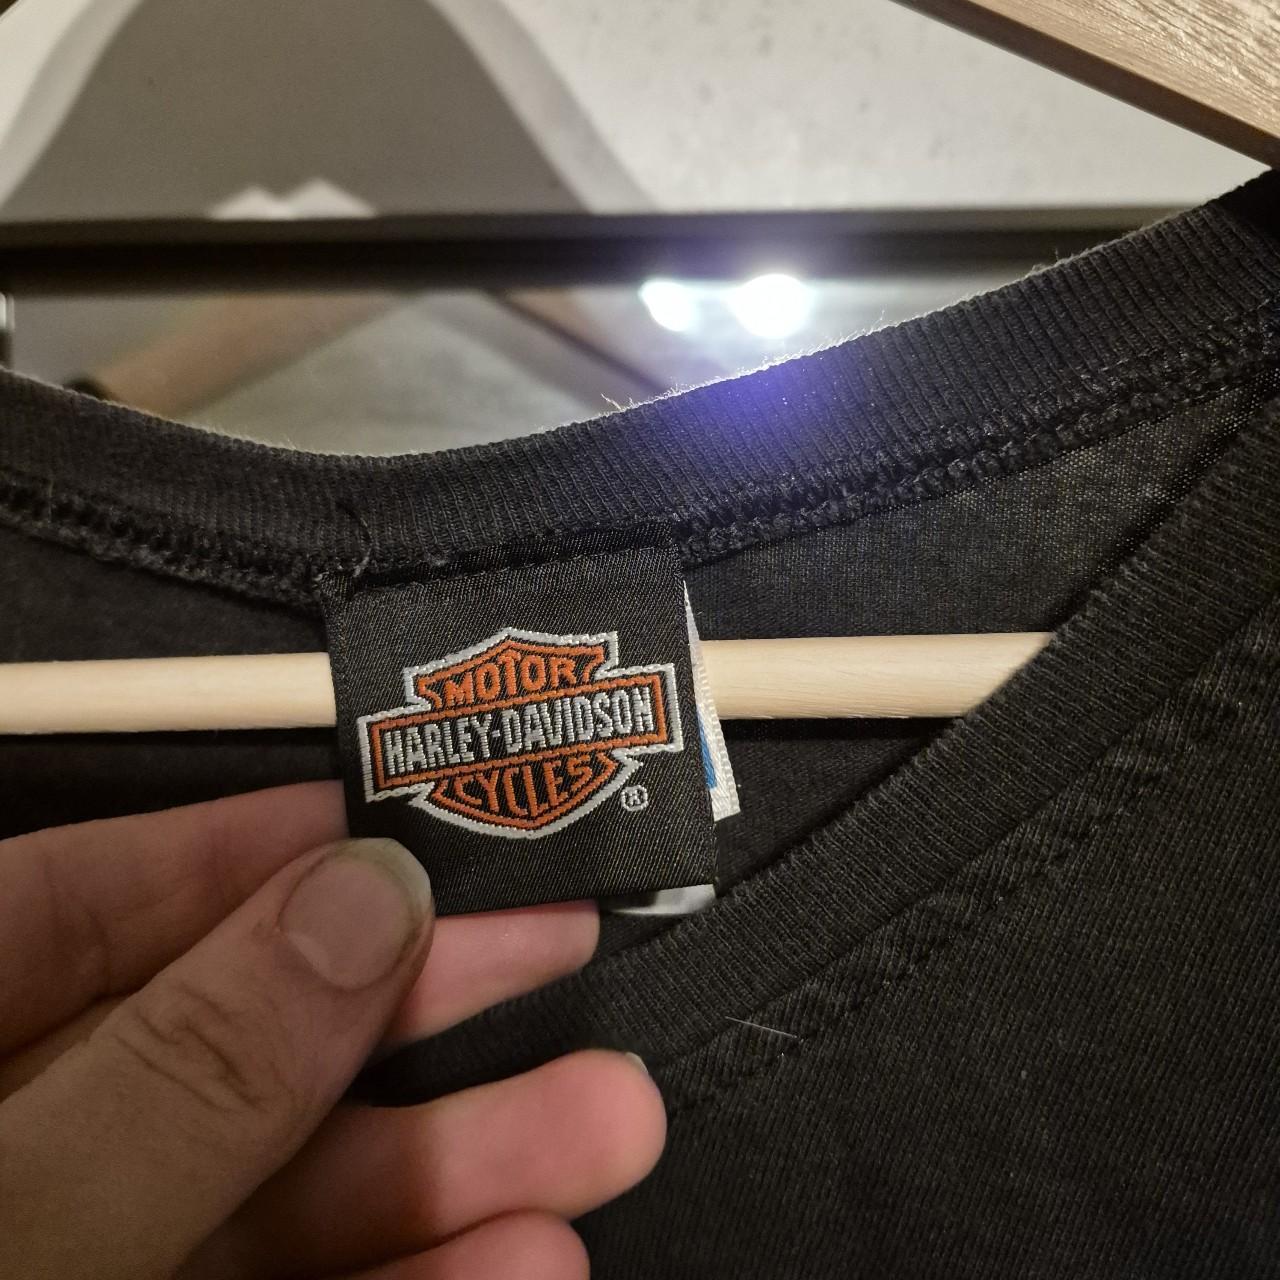 MOTOR
HARLEY-DAVIDSON
CYCLES
®